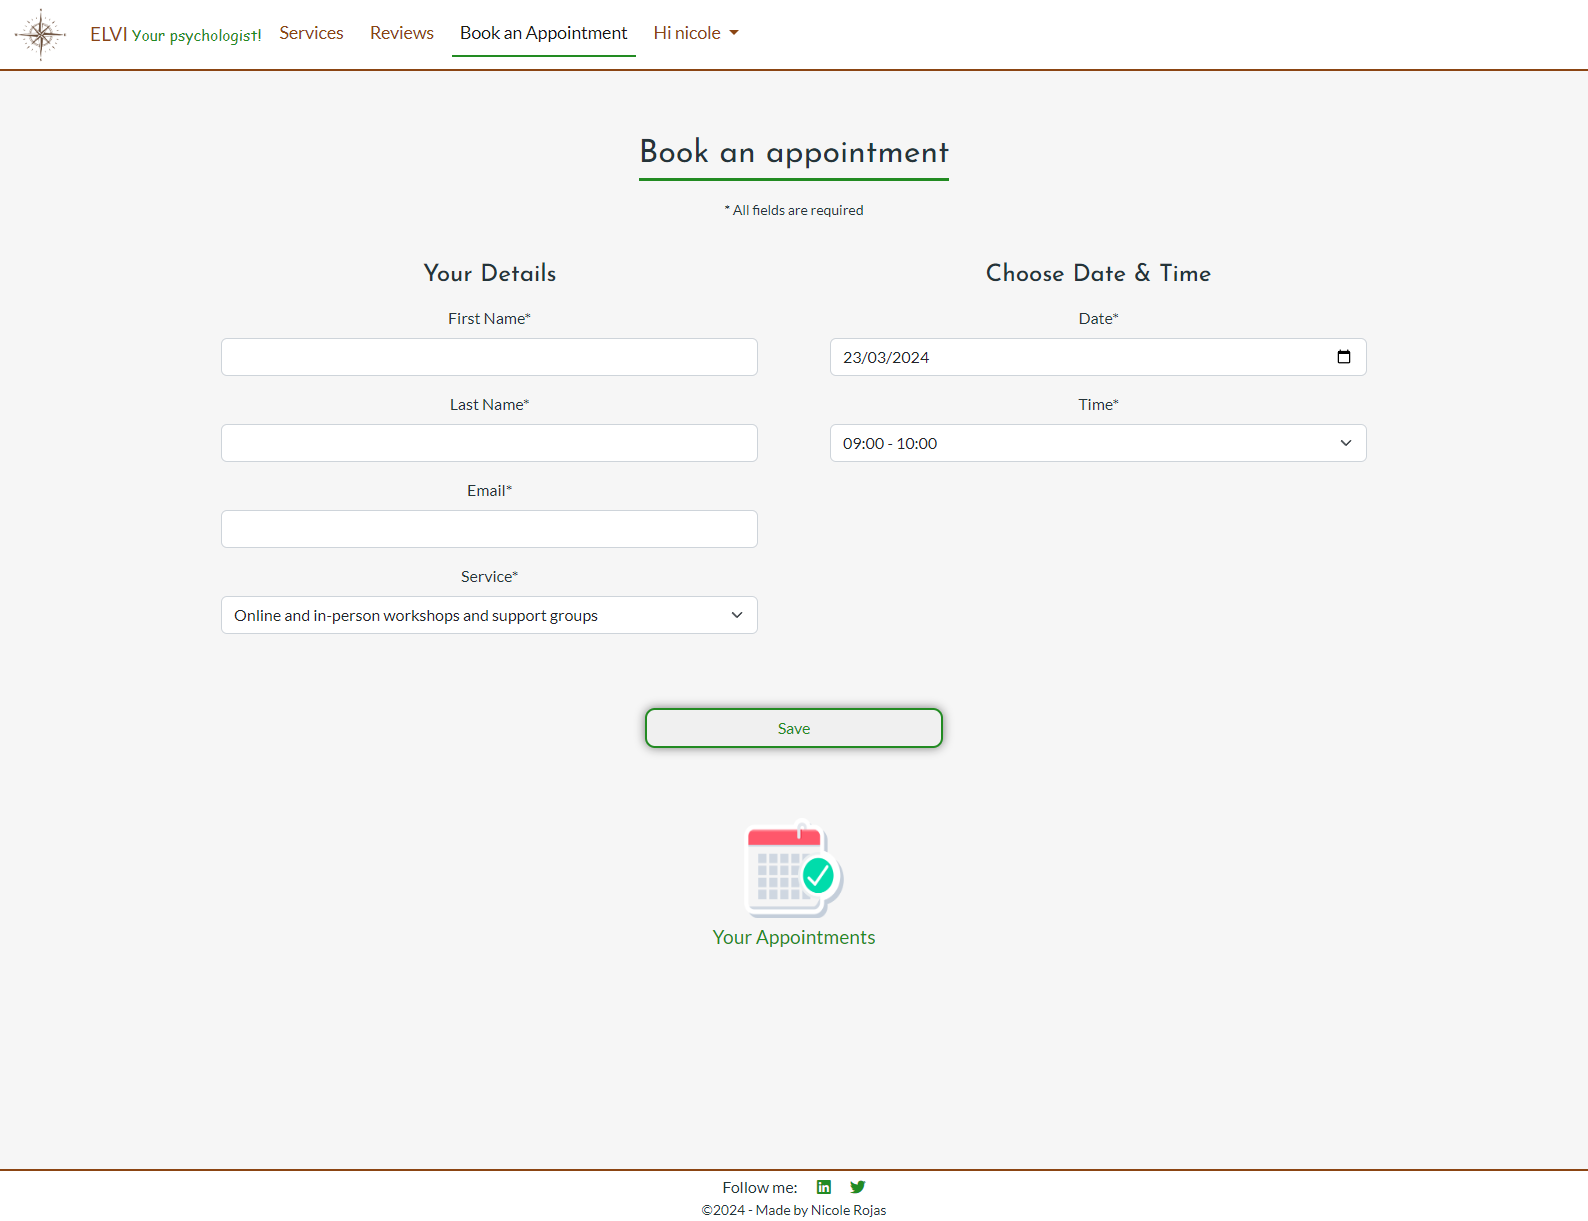 ELVI Your psychologist! Services Reviews Book an Appointment Hi nicole
Book an appointment
* All fields are required
Your Details
First Name*
Last Name*
Email*
Service*
Online and in-person workshops and support groups
Choose Date & Time
Date*
23/03/2024
Time*
09:00 - 10:00
Save
Your Appointments
Follow me:
©2024 - Made by Nicole Rojas